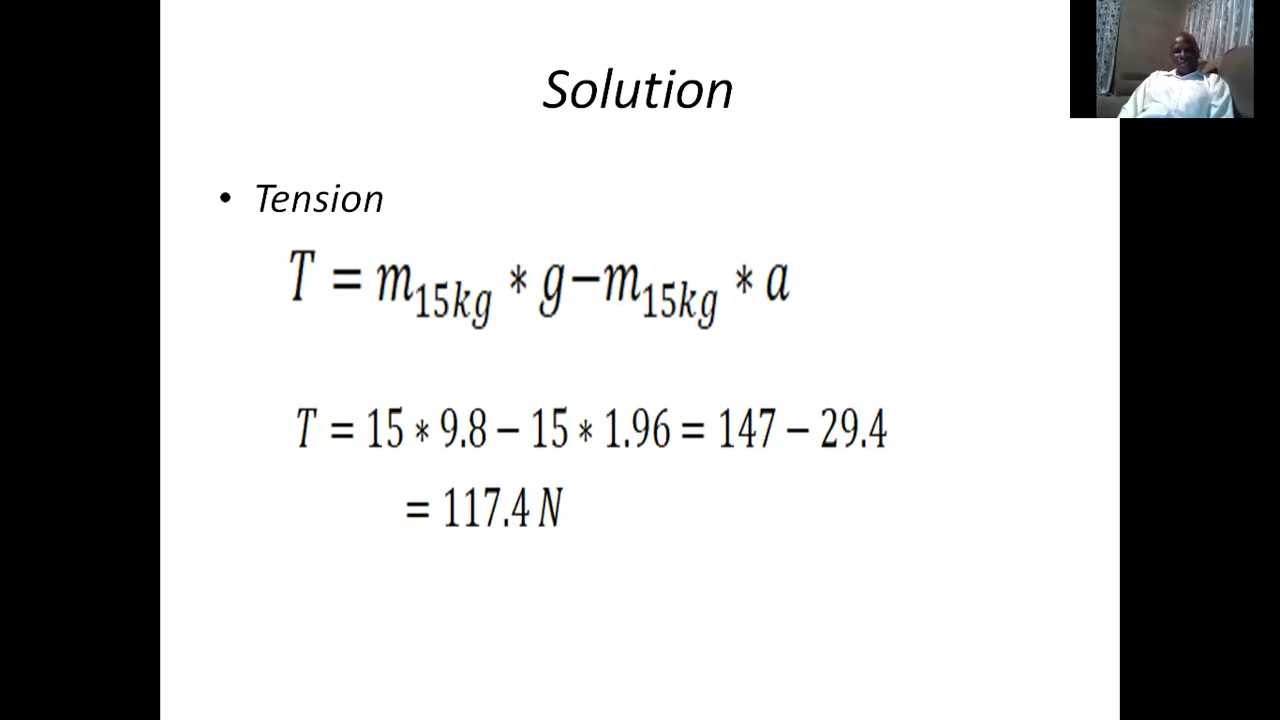 Solution
• Tension
T = m₁₅ₖg * g−m₁₅ₖg * a
T = 15 * 9.8 − 15 * 1.96 = 147 − 29.4
= 117.4 N